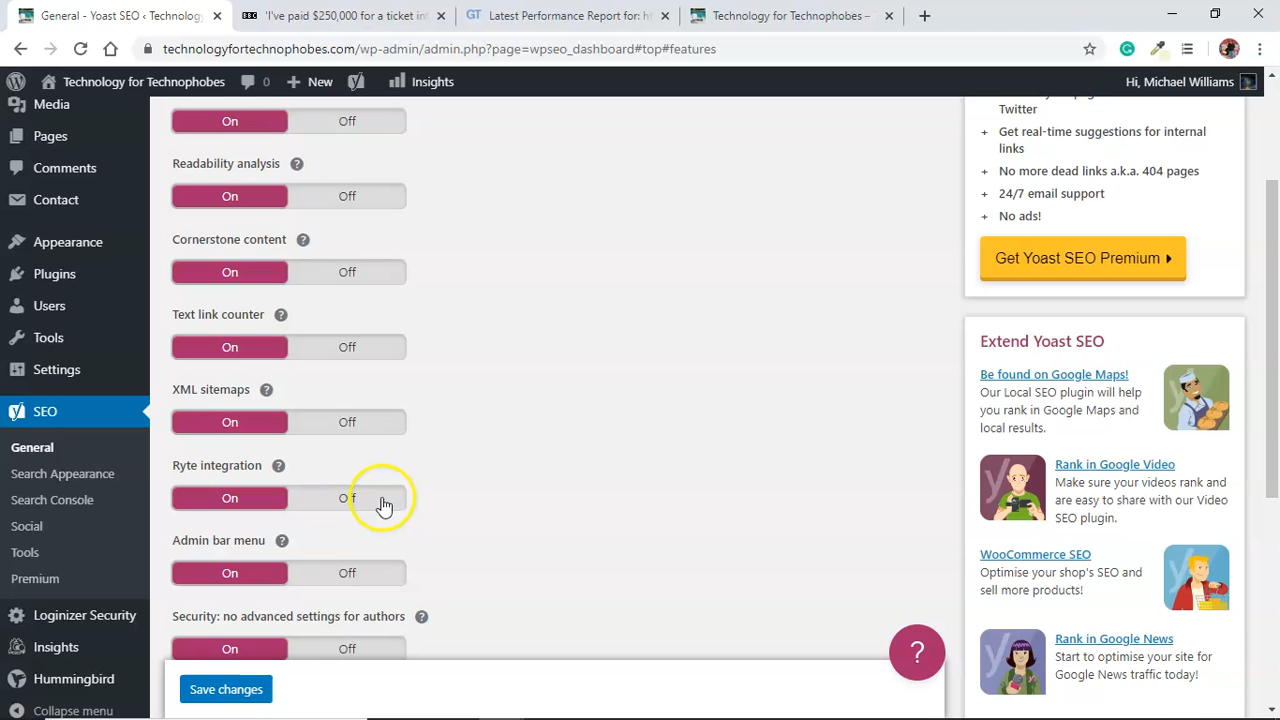 General - Yoast SEO ‹ Technology
BBC 'I've paid $250,000 for a ticket int
GT Latest Performance Report for: ht
Technology for Technophobes –
technologyfortechnophobes.com/wp-admin/admin.php?page=wpseo_dashboard#top#features
Technology for Technophobes
0
New
Insights
Hi, Michael Williams
Media
Pages
Comments
Contact
Appearance
Plugins
Users
Tools
Settings
SEO
General
Search Appearance
Search Console
Social
Tools
Premium
Loginizer Security
Insights
Hummingbird
Collapse menu
On Off
Readability analysis ?
On Off
Cornerstone content ?
On Off
Text link counter ?
On Off
XML sitemaps ?
On Off
Ryte integration ?
On Off
Admin bar menu ?
On Off
Security: no advanced settings for authors ?
On Off
Save changes
?
Twitter
+ Get real-time suggestions for internal
links
+ No more dead links a.k.a. 404 pages
+ 24/7 email support
+ No ads!
Get Yoast SEO Premium
Extend Yoast SEO
Be found on Google Maps!
Our Local SEO plugin will help
you rank in Google Maps and
local results.
Rank in Google Video
Make sure your videos rank and
are easy to share with our Video
SEO plugin.
WooCommerce SEO
Optimise your shop's SEO and
sell more products!
Rank in Google News
Start to optimise your site for
Google News traffic today!